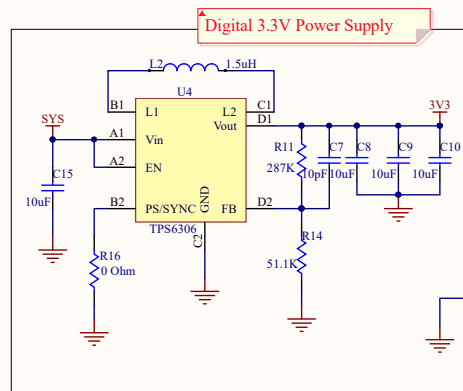 Digital 3.3V Power Supply
L2 1.5uH
U4
B1 L1 L2 C1
SYS Vout D1 3V3
A1 Vin
R11 C7 C8 C9 C10
A2 EN
C15 287K 10pF 10uF 10uF 10uF
10uF
B2 PS/SYNC GND FB D2
TPS6306
C2
R14
R16
0 Ohm
51.1K